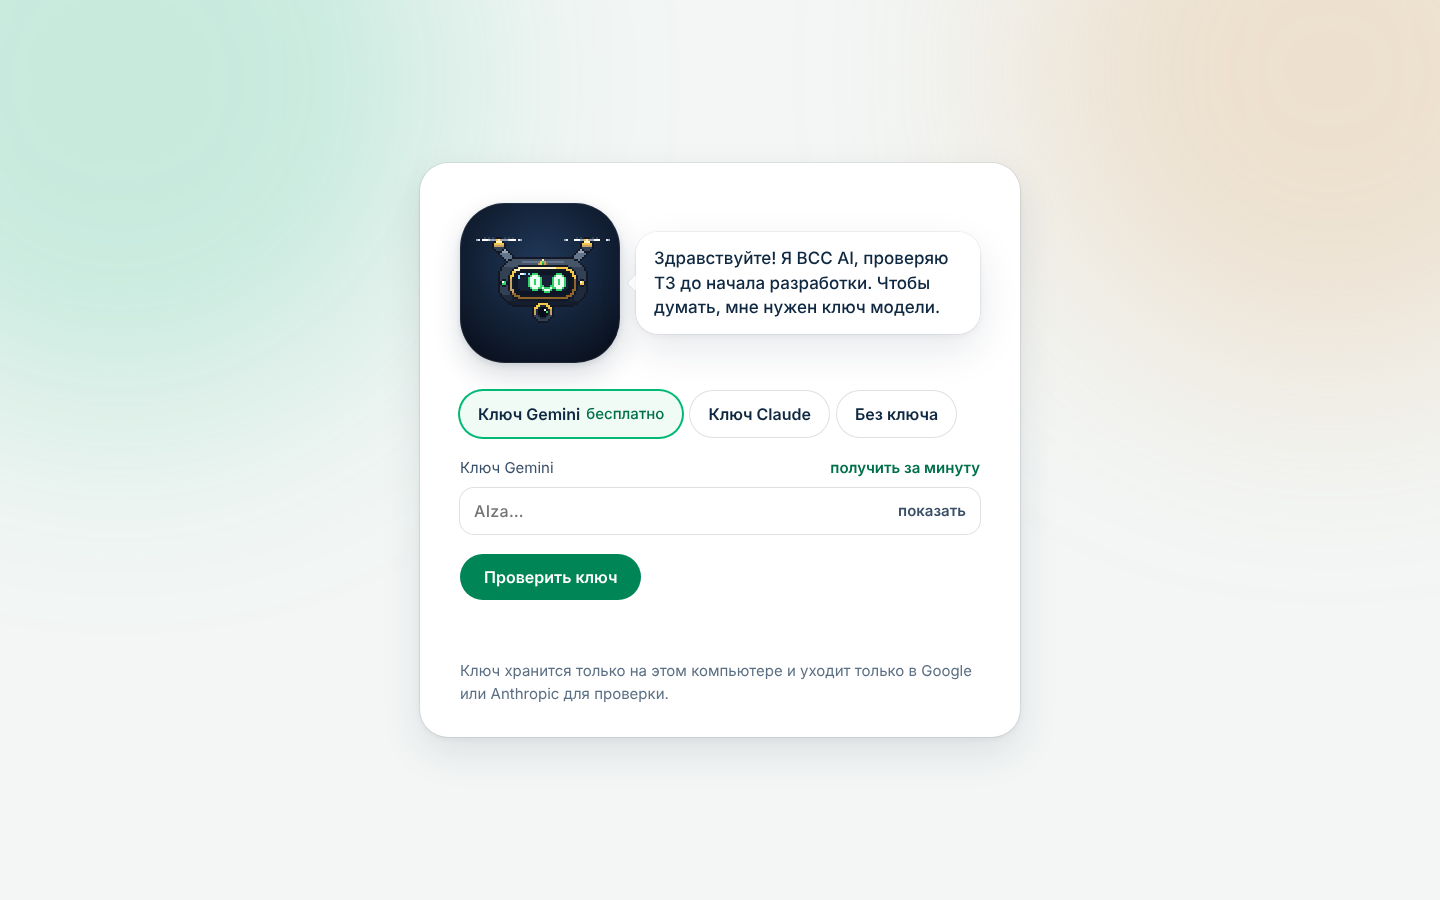 Здравствуйте! Я ВСС AI, проверяю
ТЗ до начала разработки. Чтобы
думать, мне нужен ключ модели.
Ключ Gemini бесплатно
Ключ Claude
Без ключа
Ключ Gemini
получить за минуту
AIza...
показать
Проверить ключ
Ключ хранится только на этом компьютере и уходит только в Google
или Anthropic для проверки.